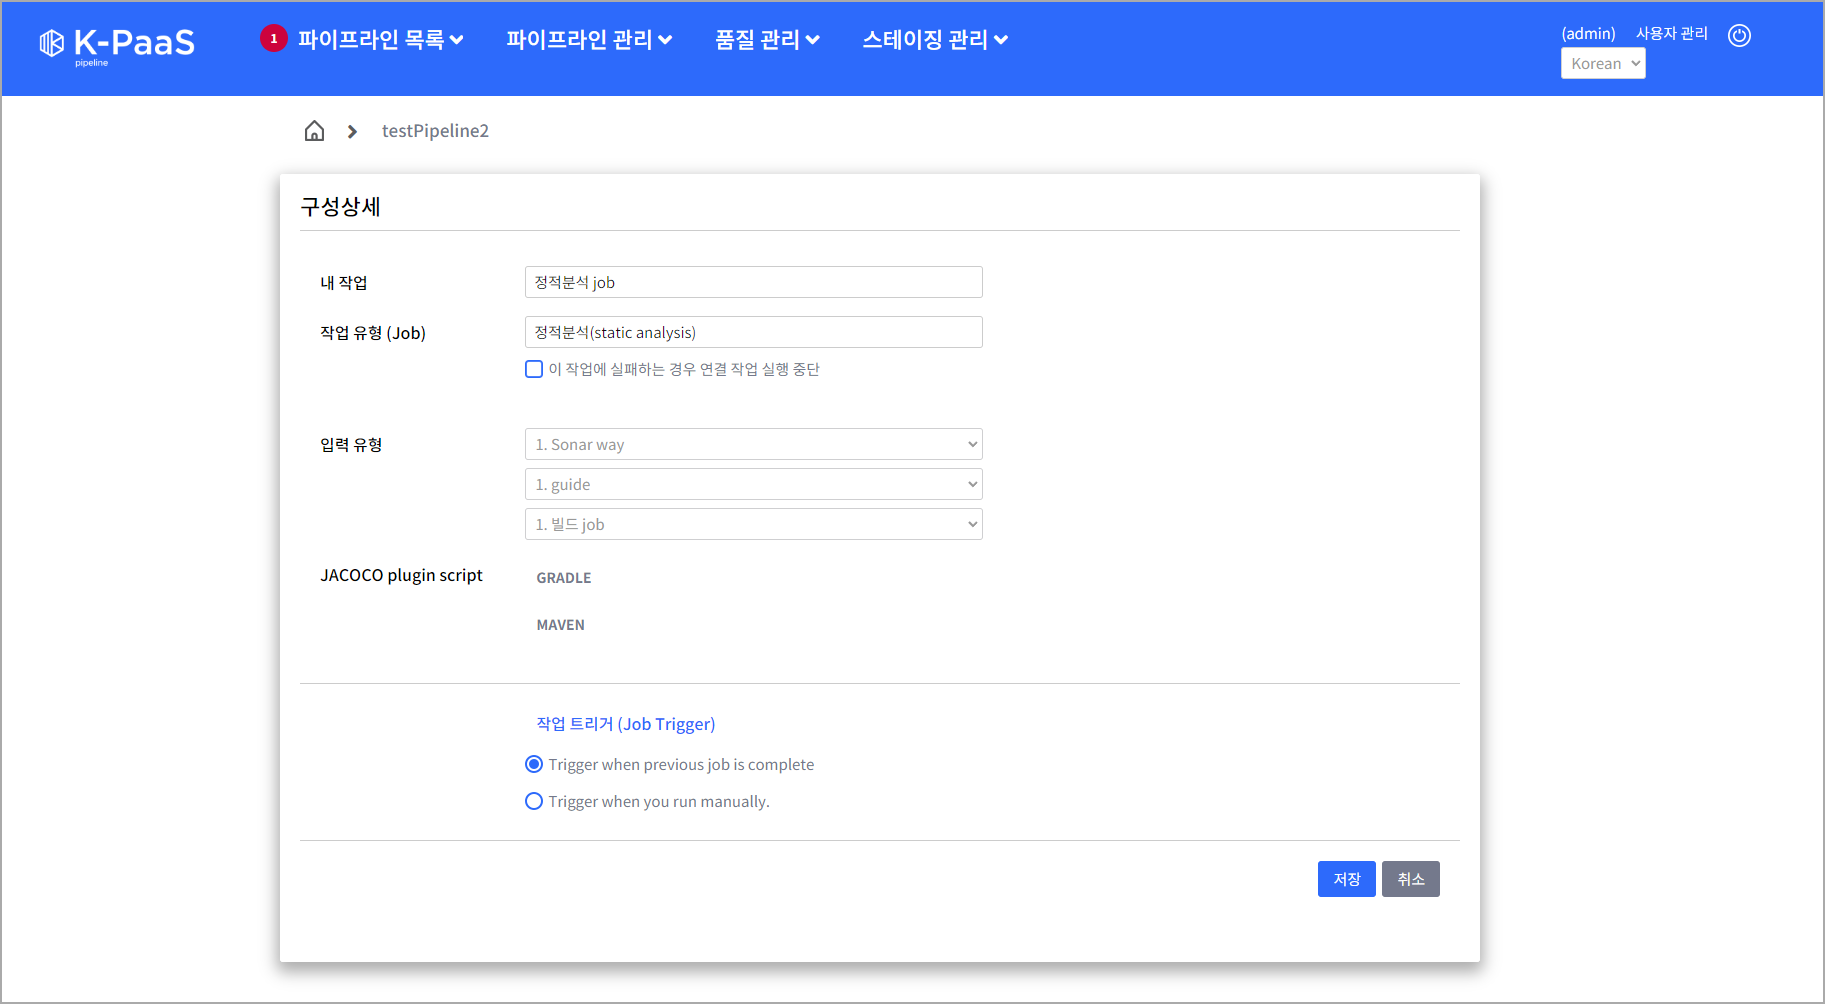 K-PaaS
pipeline
1 파이프라인 목록
파이프라인 관리
품질 관리
스테이징 관리
(admin)
사용자 관리
Korean
testPipeline2
구성상세
내 작업
정적분석 job
작업 유형 (Job)
정적분석(static analysis)
이 작업에 실패하는 경우 연결 작업 실행 중단
입력 유형
1. Sonar way
1. guide
1. 빌드 job
JACOCO plugin script
GRADLE
MAVEN
작업 트리거 (Job Trigger)
Trigger when previous job is complete
Trigger when you run manually.
저장
취소